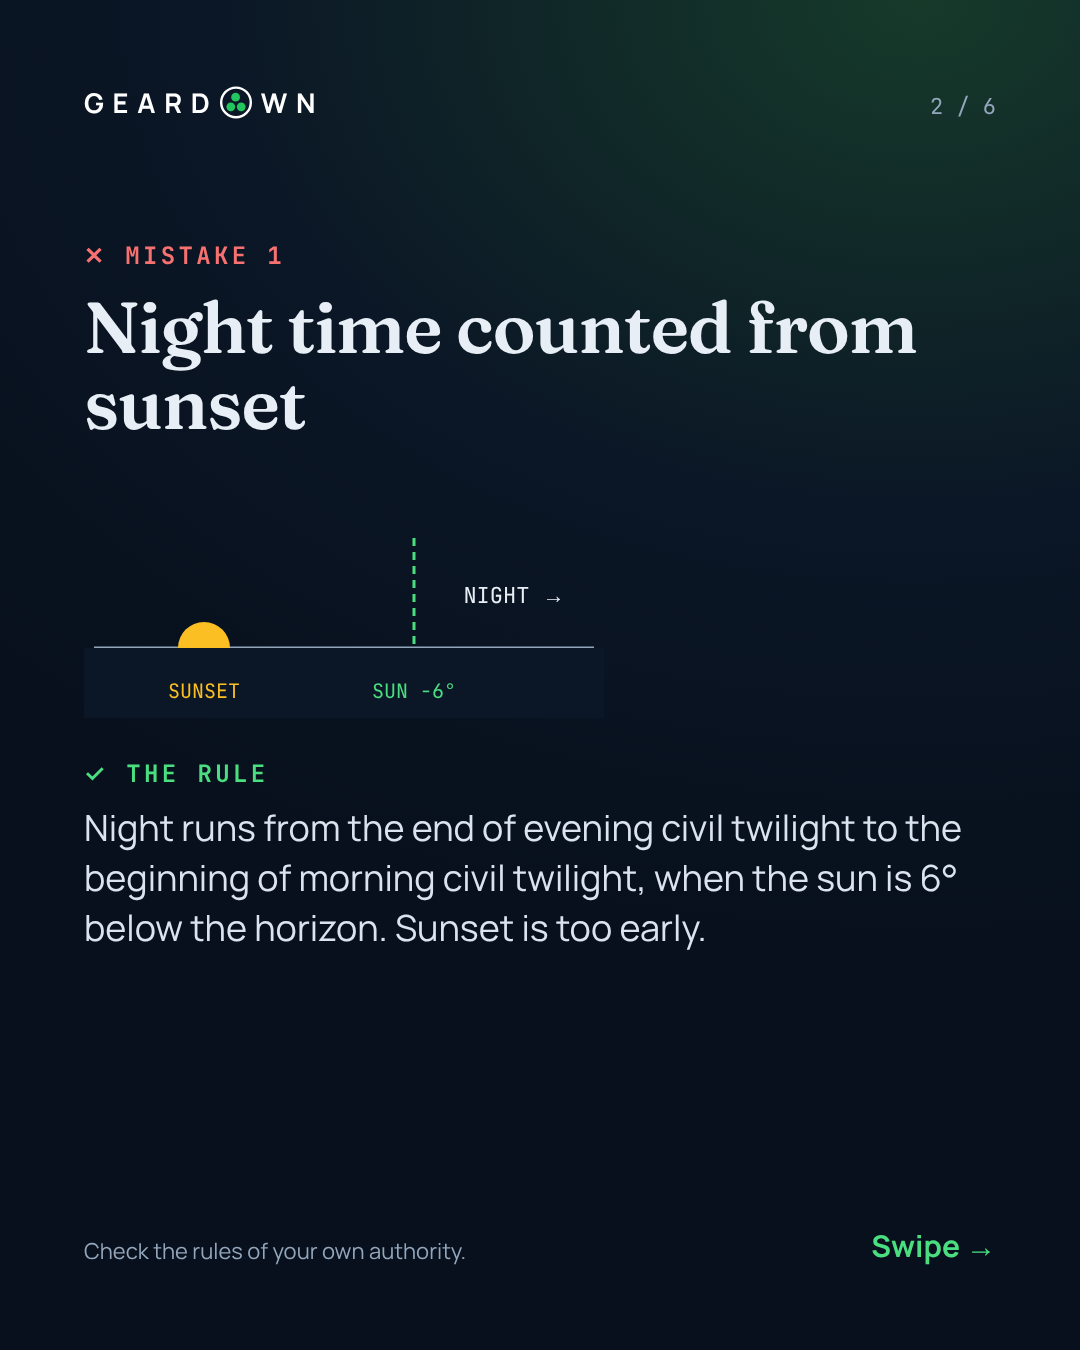 GEARDOWN
2 / 6
✕ MISTAKE 1
Night time counted from
sunset
NIGHT →
SUNSET
SUN -6°
✓ THE RULE
Night runs from the end of evening civil twilight to the
beginning of morning civil twilight, when the sun is 6°
below the horizon. Sunset is too early.
Check the rules of your own authority.
Swipe →